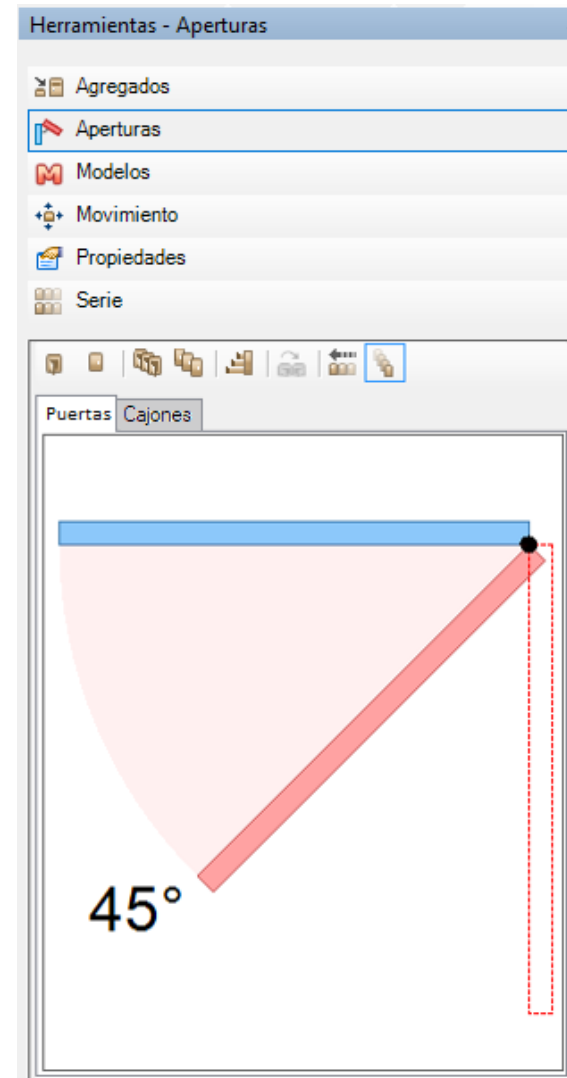 Herramientas - Aperturas
Agregados
Aperturas
Modelos
Movimiento
Propiedades
Serie
Puertas Cajones
45°